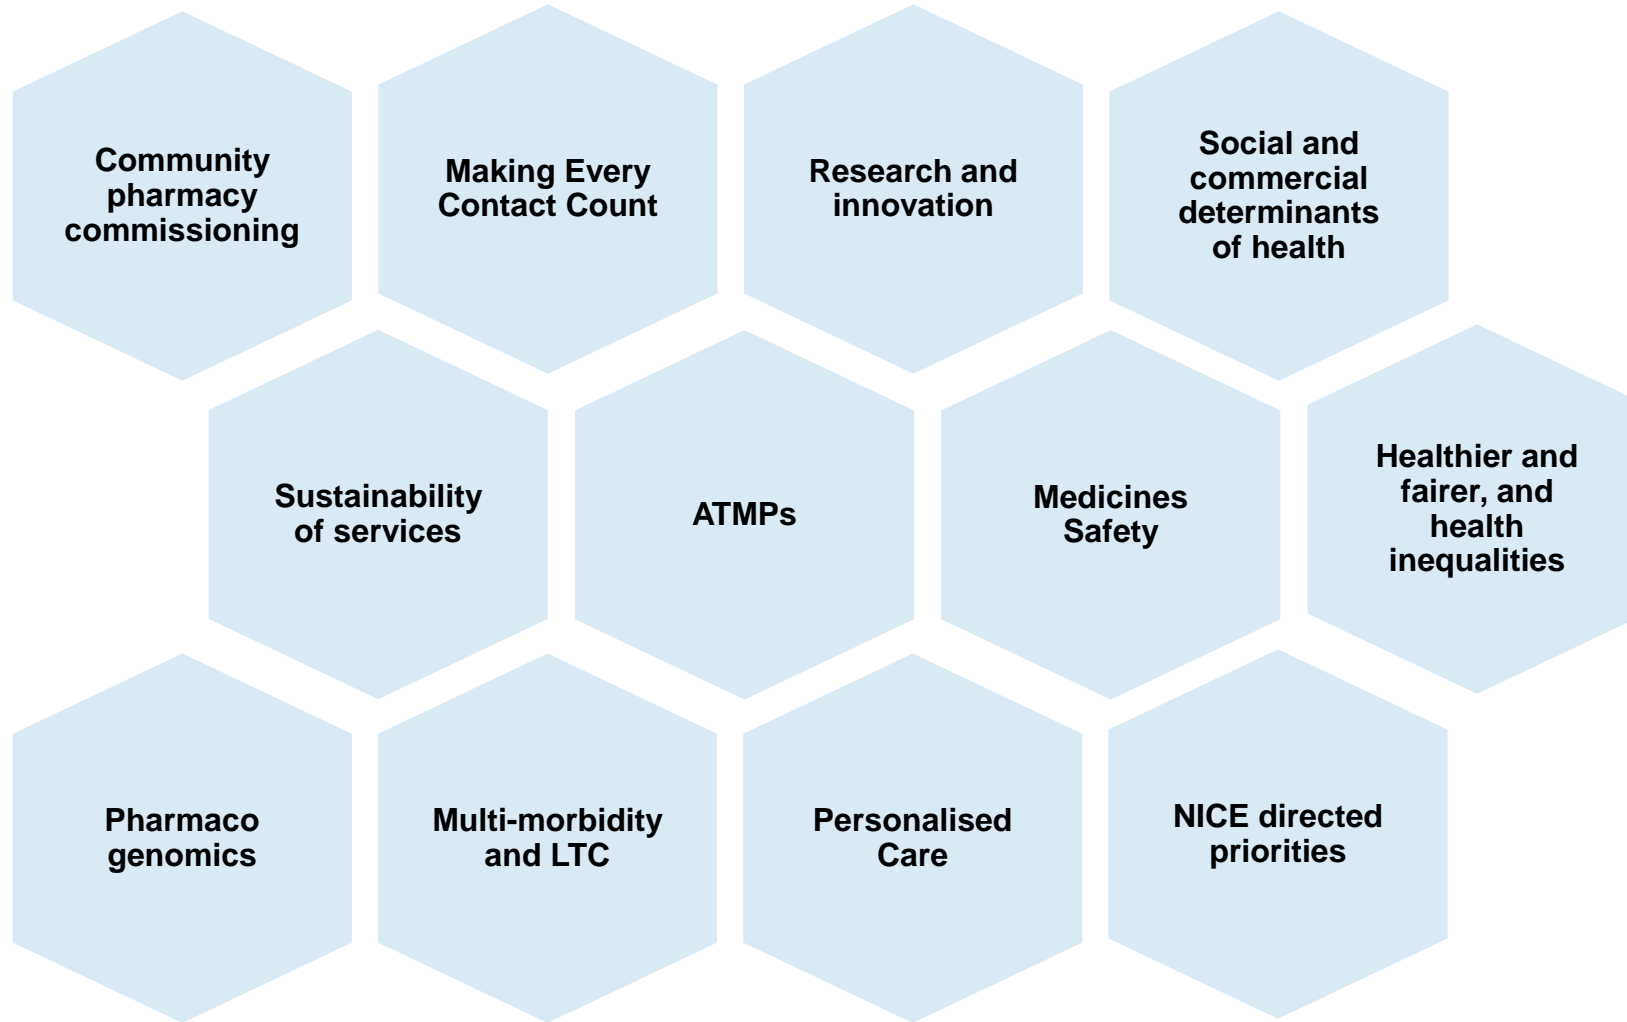 Community
pharmacy
commissioning
Making Every
Contact Count
Research and
innovation
Social and
commercial
determinants
of health
Sustainability
of services
ATMPs
Medicines
Safety
Healthier and
fairer, and
health
inequalities
Pharmaco
genomics
Multi-morbidity
and LTC
Personalised
Care
NICE directed
priorities